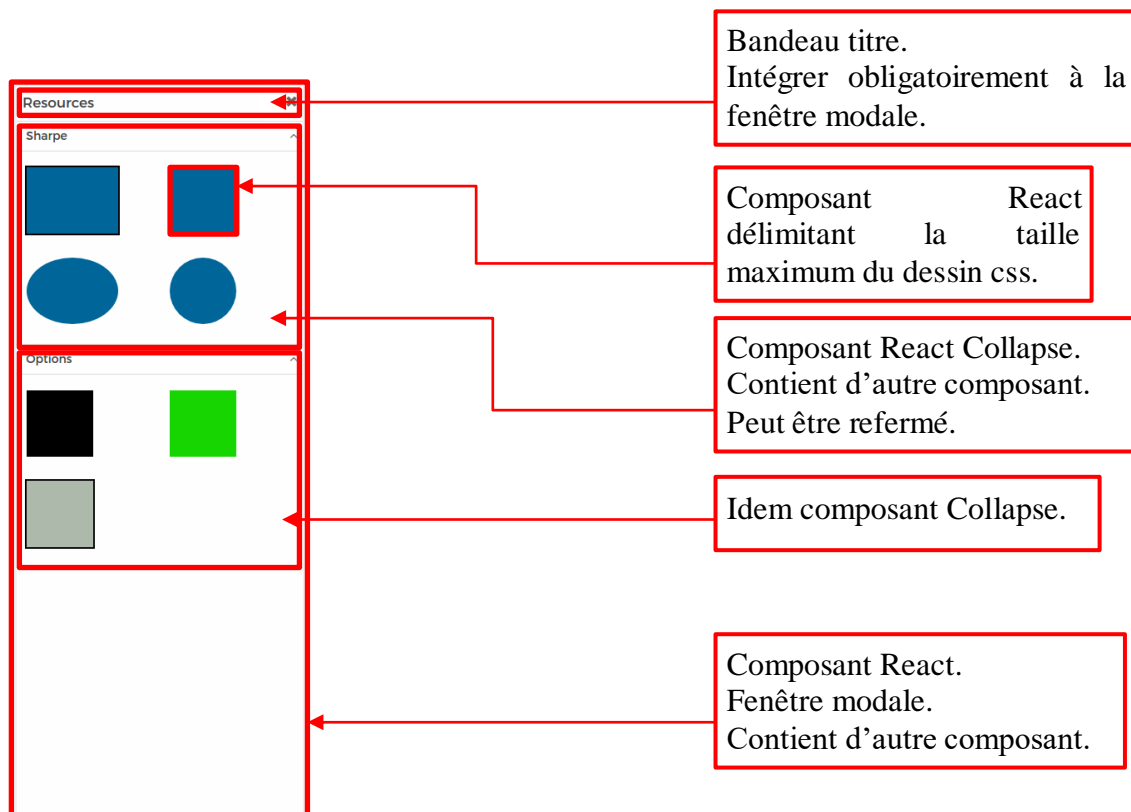 Bandeau titre.
Intégrer obligatoirement à la
fenêtre modale.
Resources
Sharpe
Composant React
délimitant la taille
maximum du dessin css.
Composant React Collapse.
Contient d’autre composant.
Peut être refermé.
Options
Idem composant Collapse.
Composant React.
Fenêtre modale.
Contient d’autre composant.